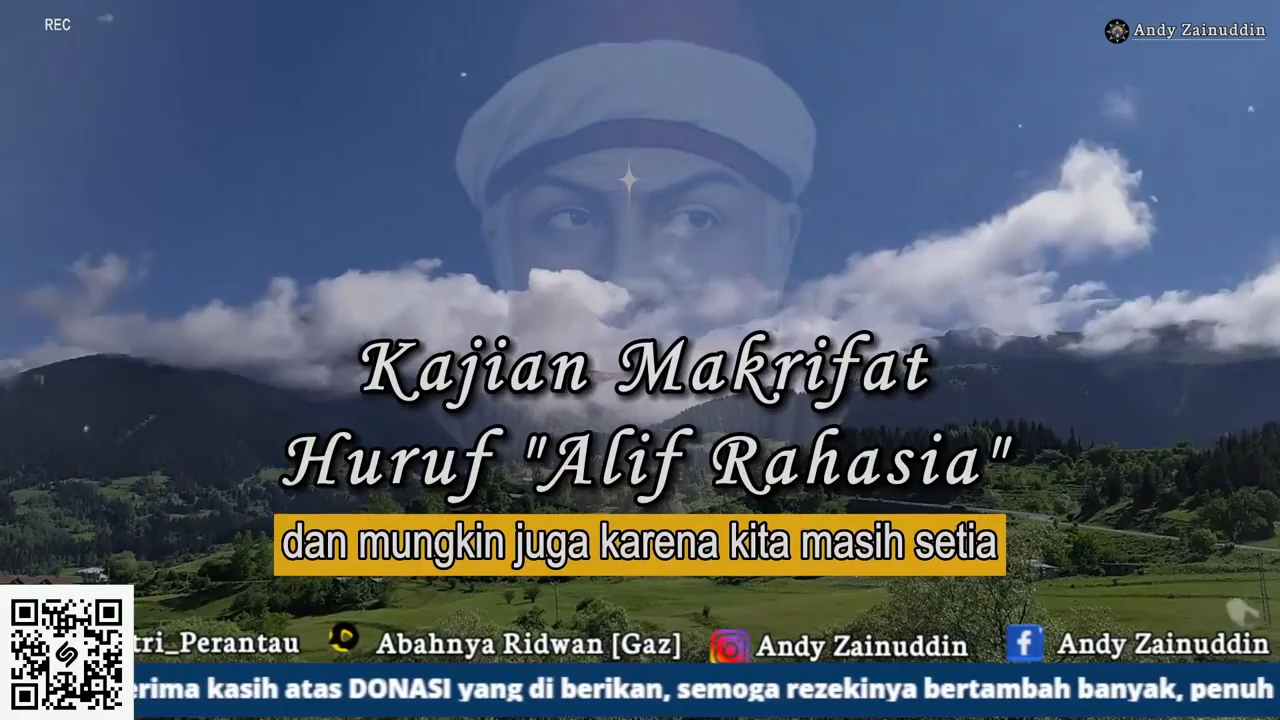 REC
Andy Zainuddin
Kajian Makrifat
Huruf "Alif Rahasia"
dan mungkin juga karena kita masih setia
tri_Perantau
Abahnya Ridwan [Gaz]
Andy Zainuddin
Andy Zainuddin
erima kasih atas DONASI yang di berikan, semoga rezekinya bertambah banyak, penuh